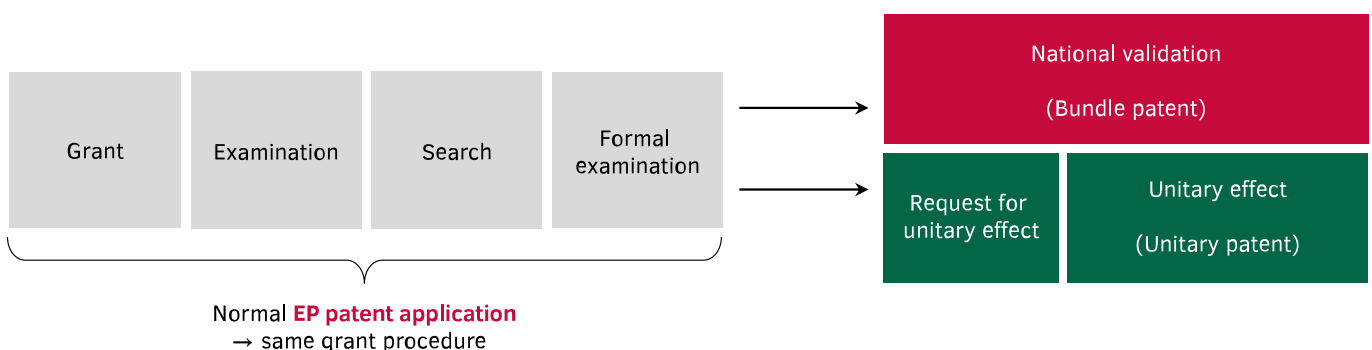 Grant
Examination
Search
Formal
examination
National validation
(Bundle patent)
Request for
unitary effect
Unitary effect
(Unitary patent)
Normal EP patent application
→ same grant procedure